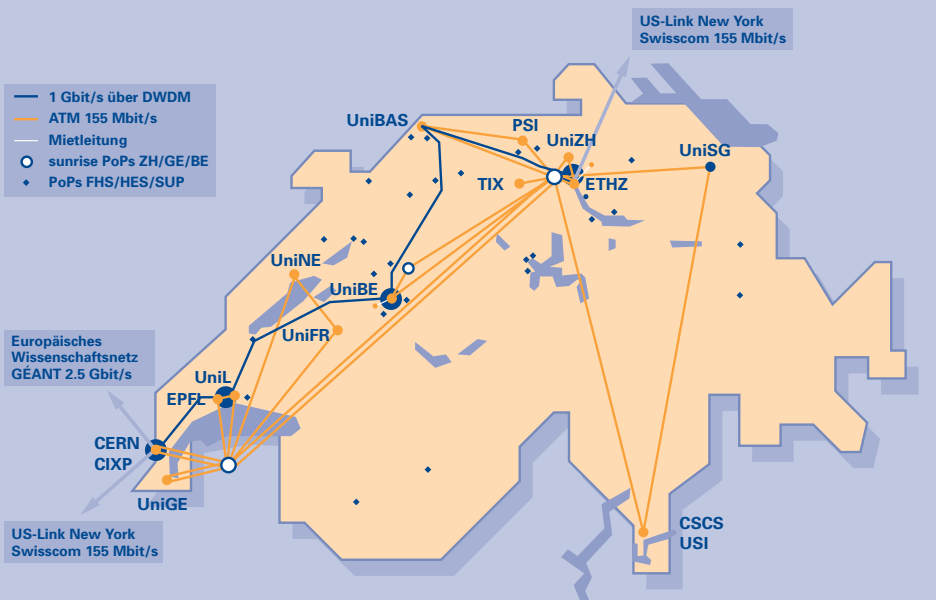 US-Link New York
Swisscom 155 Mbit/s
1 Gbit/s über DWDM
ATM 155 Mbit/s
Mietleitung
sunrise PoPs ZH/GE/BE
PoPs FHS/HES/SUP
UniBAS
PSI
UniZH
UniSG
TIX
ETHZ
UniNE
UniBE
UniFR
Europäisches
Wissenschaftsnetz
GÉANT 2.5 Gbit/s
UniL
EPFL
CERN
CIXP
UniGE
US-Link New York
Swisscom 155 Mbit/s
CSCS
USI